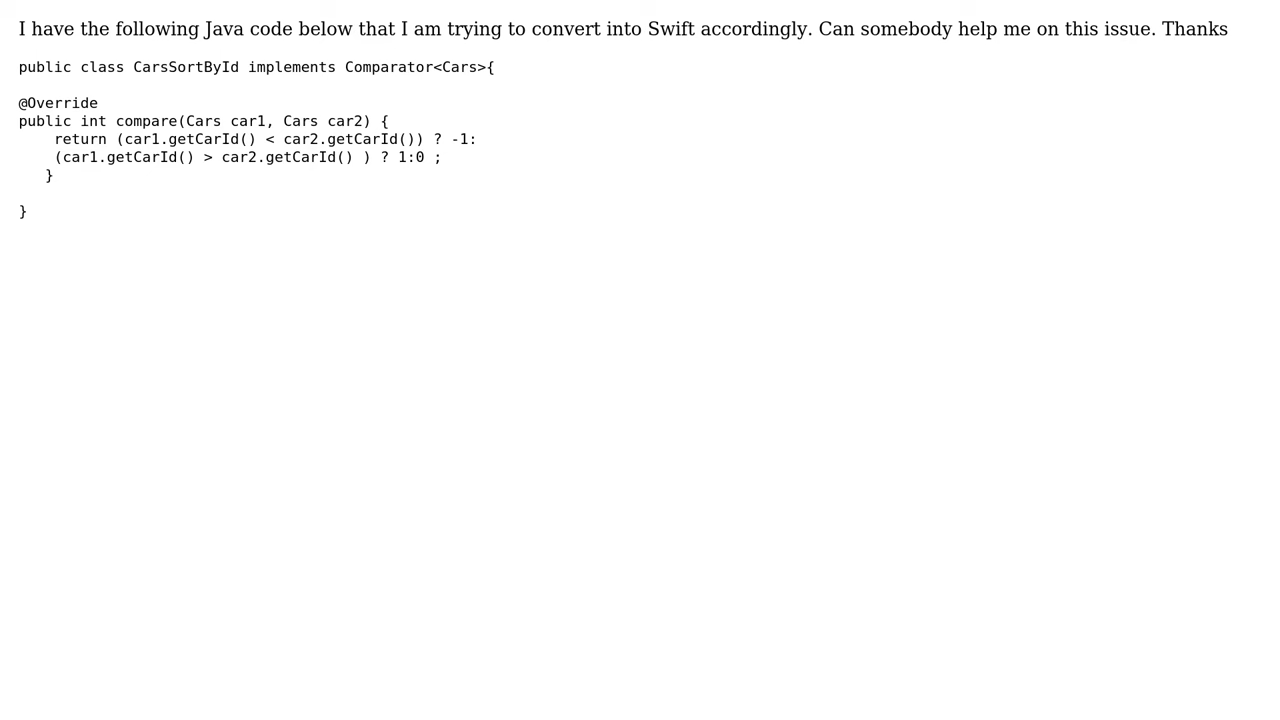 I have the following Java code below that I am trying to convert into Swift accordingly. Can somebody help me on this issue. Thanks
public class CarsSortById implements Comparator<Cars>{
@Override
public int compare(Cars car1, Cars car2) {
    return (car1.getCarId() < car2.getCarId()) ? -1:
    (car1.getCarId() > car2.getCarId() ) ? 1:0 ;
   }
}